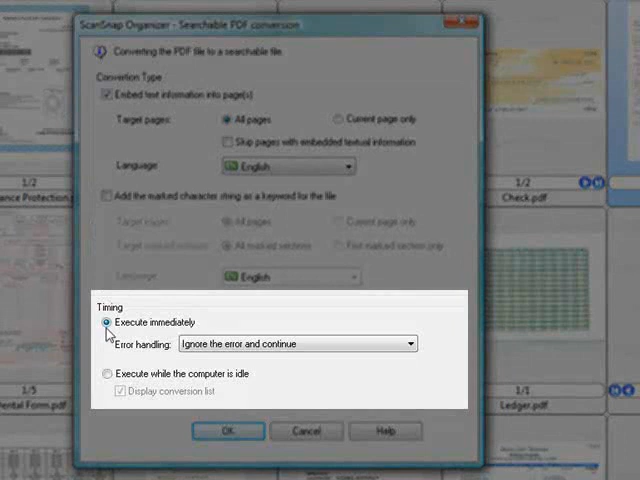 ScanSnap Organizer - Searchable PDF conversion
Converting the PDF file to a searchable file.
Convertion Type
Embed text information into page(s)
Target pages: All pages Current page only
Skip pages with embedded textual information
Language English
Add the marked character string as a keyword for the file
All pages Current page only
All marked sections First marked section only
Language: English
Timing
Execute immediately
Error handling: Ignore the error and continue
Execute while the computer is idle
Display conversion list
OK Cancel Help
1/2
ance Protection.p
1/2
Check.pdf
1/5
ental Form.pdf
1/1
Ledger.pdf